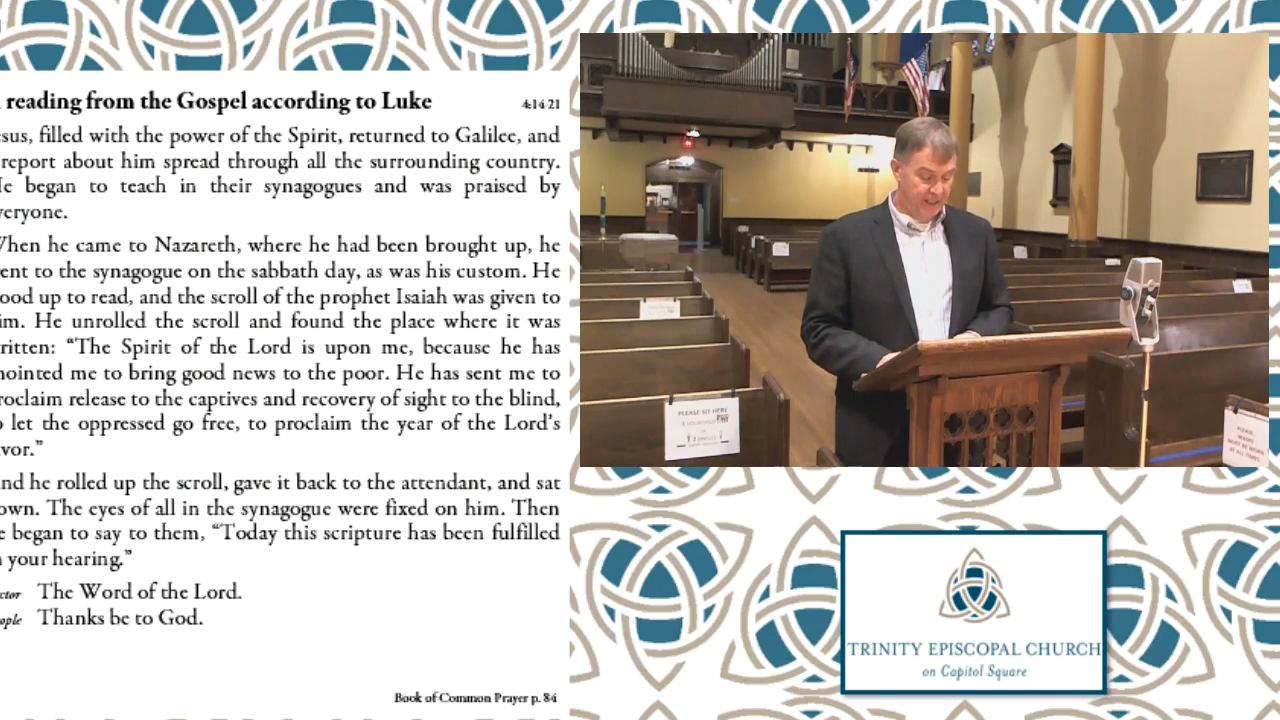 reading from the Gospel according to Luke 4:14-21
esus, filled with the power of the Spirit, returned to Galilee, and
report about him spread through all the surrounding country.
He began to teach in their synagogues and was praised by
veryone.
When he came to Nazareth, where he had been brought up, he
ent to the synagogue on the sabbath day, as was his custom. He
ood up to read, and the scroll of the prophet Isaiah was given to
im. He unrolled the scroll and found the place where it was
ritten: “The Spirit of the Lord is upon me, because he has
nointed me to bring good news to the poor. He has sent me to
roclaim release to the captives and recovery of sight to the blind,
o let the oppressed go free, to proclaim the year of the Lord’s
vor.”
nd he rolled up the scroll, gave it back to the attendant, and sat
own. The eyes of all in the synagogue were fixed on him. Then
e began to say to them, “Today this scripture has been fulfilled
n your hearing.”
ctor The Word of the Lord.
ople Thanks be to God.
Book of Common Prayer p. 84
PLEASE SIT HERE
TRINITY EPISCOPAL CHURCH
on Capitol Square